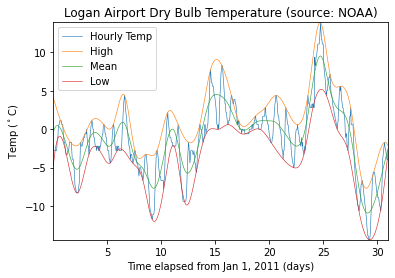 Logan Airport Dry Bulb Temperature (source: NOAA)
Hourly Temp
High
Mean
Low
Temp (°C)
10
5
0
−5
−10
5
10
15
20
25
30
Time elapsed from Jan 1, 2011 (days)